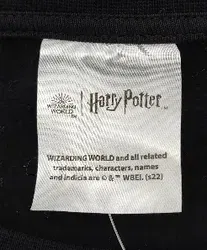 WIZARDING
WORLD
Harry Potter
WIZARDING WORLD and all related
trademarks, characters, names
and indicia are © & ™ WBEI. (s22)